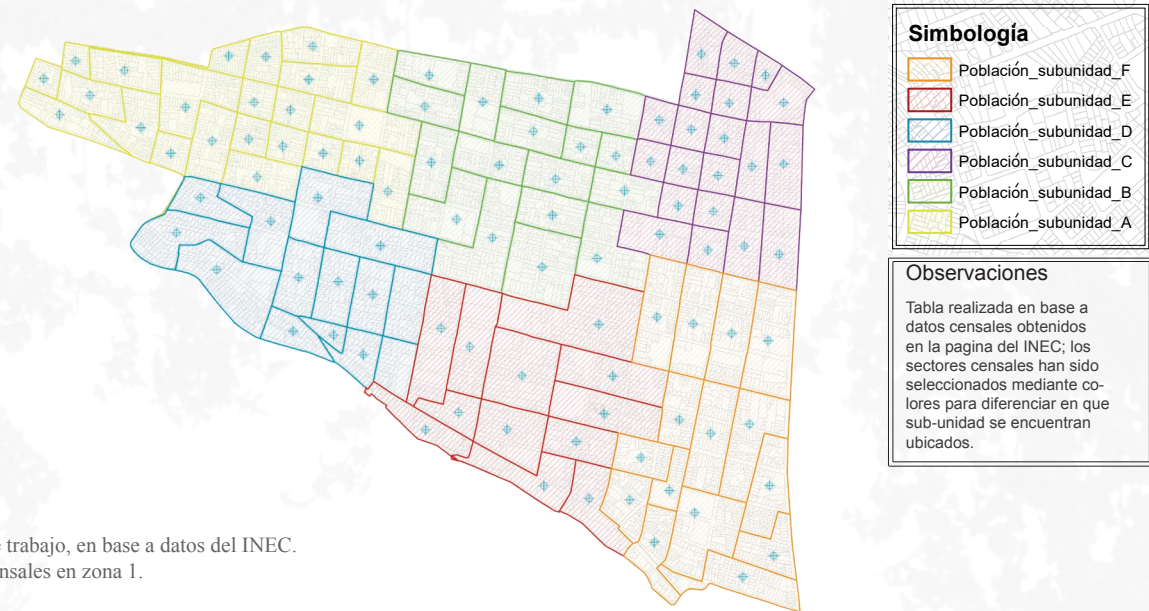 Simbología
Población_subunidad_F
Población_subunidad_E
Población_subunidad_D
Población_subunidad_C
Población_subunidad_B
Población_subunidad_A
Observaciones
Tabla realizada en base a
datos censales obtenidos
en la pagina del INEC; los
sectores censales han sido
seleccionados mediante co-
lores para diferenciar en que
sub-unidad se encuentran
ubicados.
trabajo, en base a datos del INEC.
en zona 1.